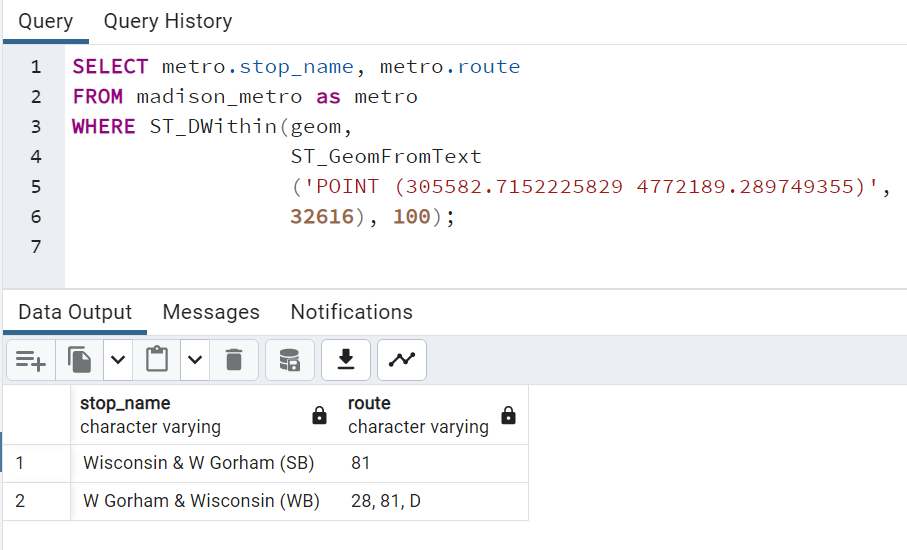 Query Query History
1 SELECT metro.stop_name, metro.route
2 FROM madison_metro as metro
3 WHERE ST_DWithin(geom,
4 ST_GeomFromText
5 ('POINT (305582.7152225829 4772189.289749355)',
6 32616), 100);
7
Data Output Messages Notifications
stop_name route
character varying character varying
1 Wisconsin & W Gorham (SB) 81
2 W Gorham & Wisconsin (WB) 28, 81, D